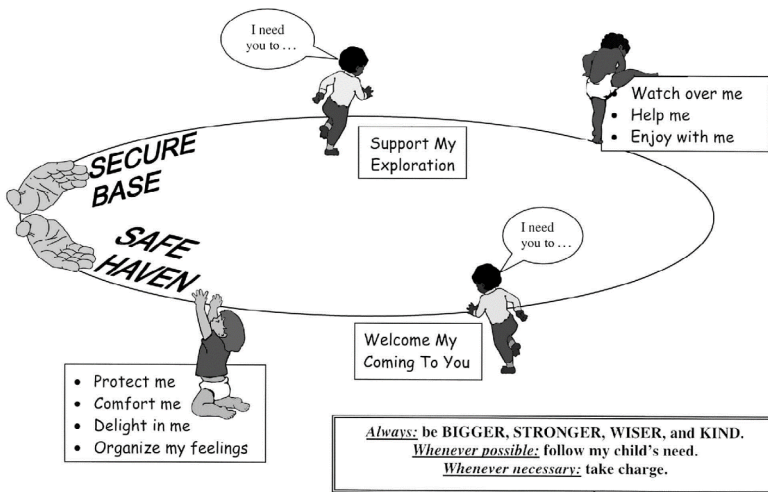 I need
you to . . .
• Watch over me
• Help me
• Enjoy with me
Support My
Exploration
SECURE
BASE
SAFE
HAVEN
I need
you to . . .
Welcome My
Coming To You
• Protect me
• Comfort me
• Delight in me
• Organize my feelings
Always: be BIGGER, STRONGER, WISER, and KIND.
Whenever possible: follow my child's need.
Whenever necessary: take charge.